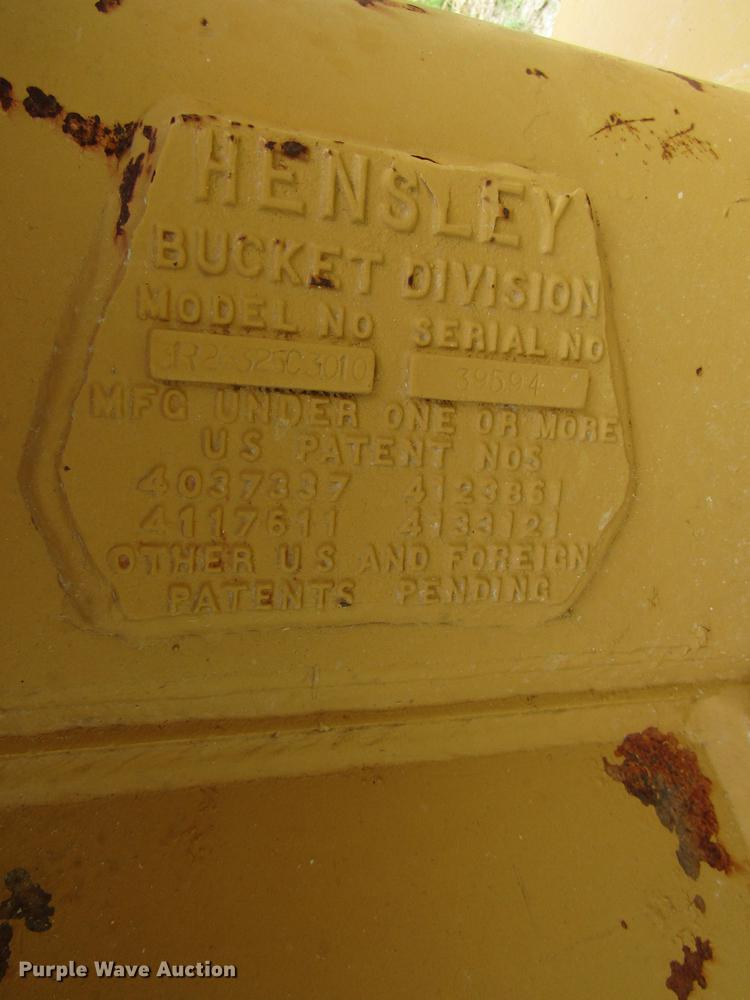 HENSLEY
BUCKET DIVISION
MODEL NO SERIAL NO
39594
MFG UNDER ONE OR MORE
US PATENT NOS
4037337 4123861
4117611 4133121
OTHER US AND FOREIGN
PATENTS PENDING
Purple Wave Auction